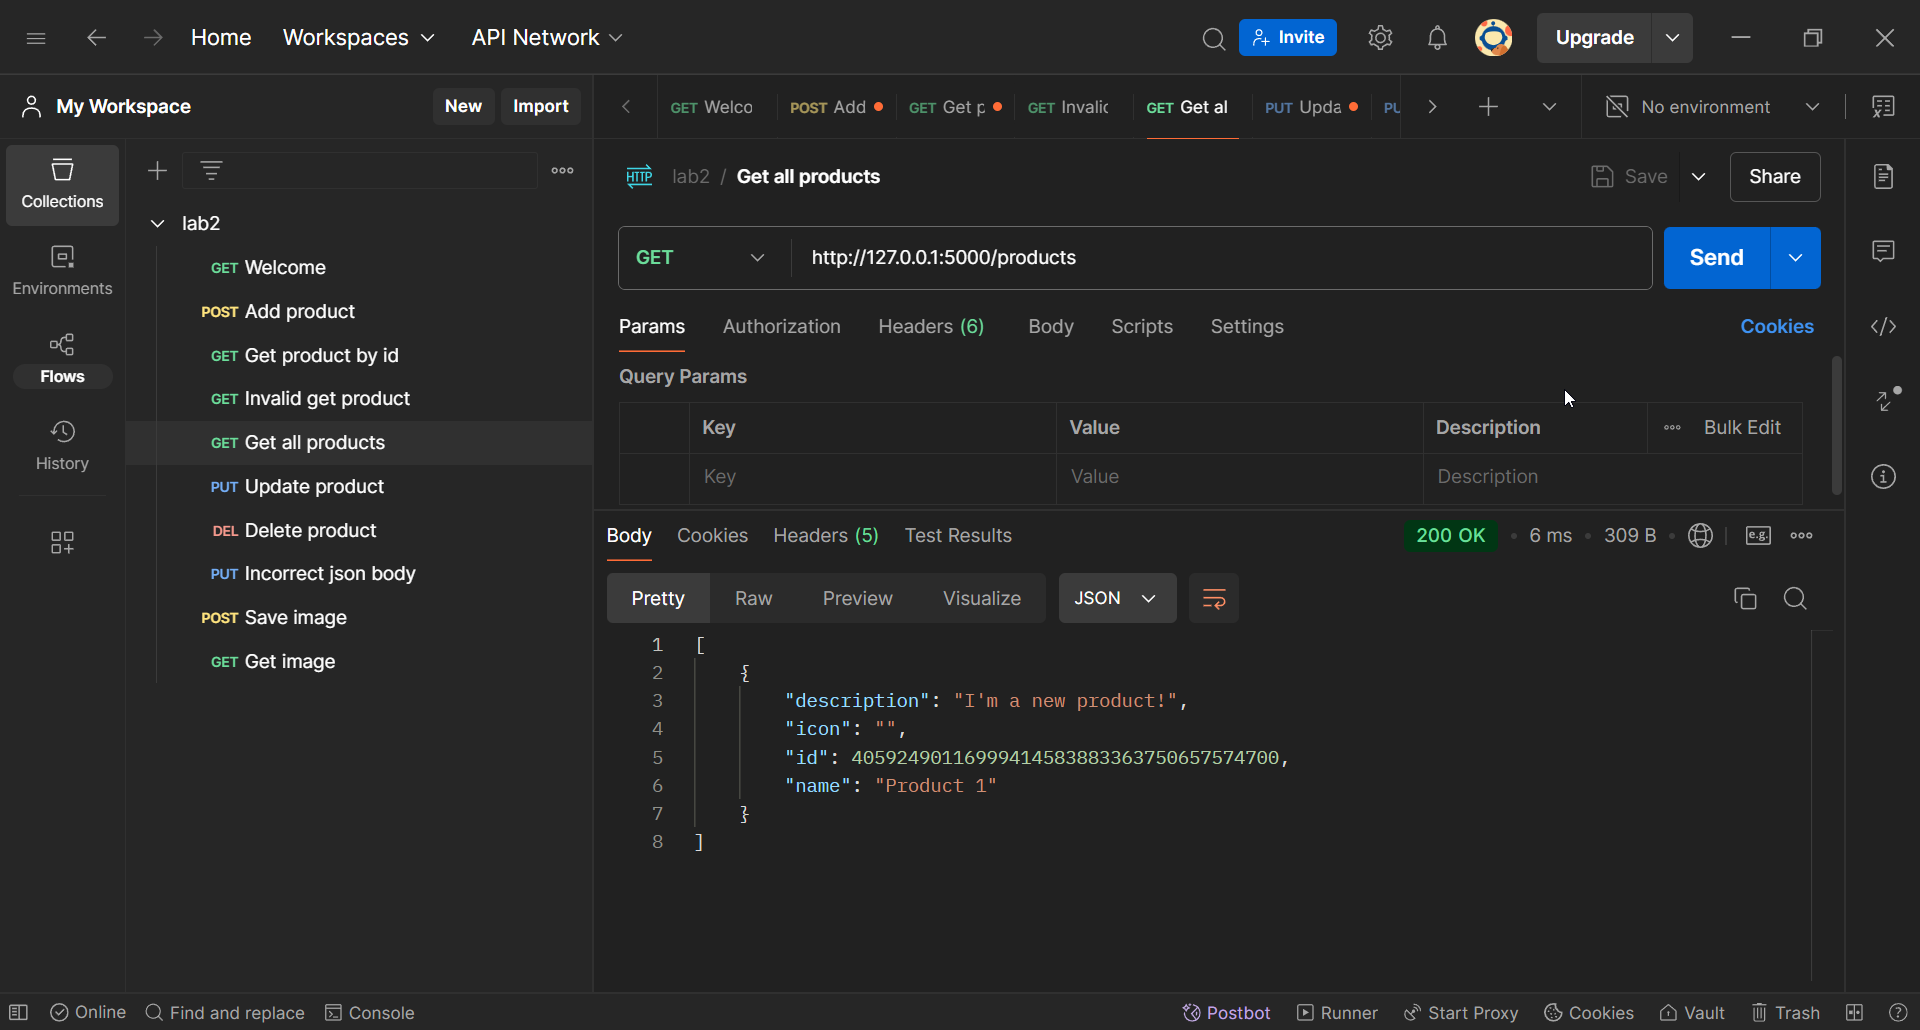 Home Workspaces API Network Invite Upgrade
My Workspace New Import
GET Welco POST Add GET Get p GET Invalid GET Get al PUT Upda PU No environment
Collections
Environments
Flows
History
lab2
GET Welcome
POST Add product
GET Get product by id
GET Invalid get product
GET Get all products
PUT Update product
DEL Delete product
PUT Incorrect json body
POST Save image
GET Get image
HTTP lab2 / Get all products Save Share
GET http://127.0.0.1:5000/products Send
Params Authorization Headers (6) Body Scripts Settings Cookies
Query Params
Key Value Description Bulk Edit
Key Value Description
Body Cookies Headers (5) Test Results 200 OK • 6 ms • 309 B • e.g.
Pretty Raw Preview Visualize JSON
1 [
2 {
3 "description": "I'm a new product!",
4 "icon": "",
5 "id": 40592490116999414583883363750657574700,
6 "name": "Product 1"
7 }
8 ]
Online Find and replace Console Postbot Runner Start Proxy Cookies Vault Trash